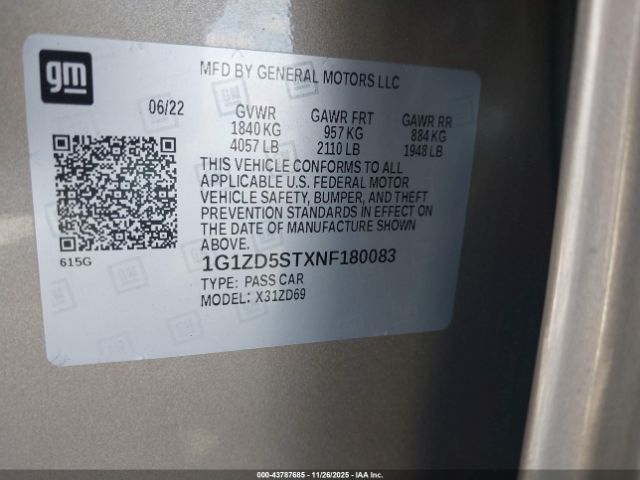 gm
MFD BY GENERAL MOTORS LLC
06/22 GVWR GAWR FRT GAWR RR
1840 KG 957 KG 884 KG
4057 LB 2110 LB 1948 LB
THIS VEHICLE CONFORMS TO ALL
APPLICABLE U.S. FEDERAL MOTOR
VEHICLE SAFETY, BUMPER, AND THEFT
PREVENTION STANDARDS IN EFFECT ON
THE DATE OF MANUFACTURE SHOWN
ABOVE.
615G
1G1ZD5STXNF180083
TYPE: PASS CAR
MODEL: X31ZD69
000-43787685 - 11/26/2025 - IAAI.COM